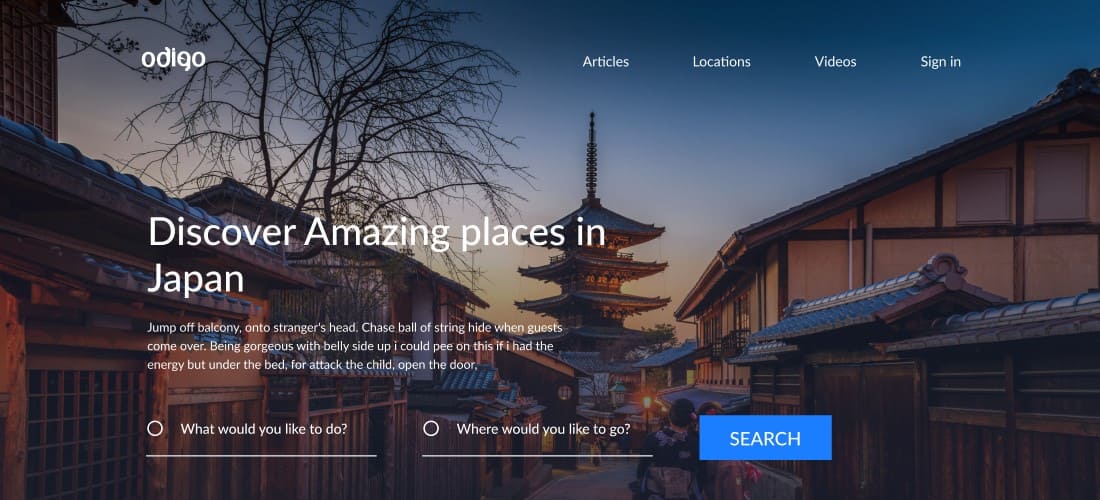 odigo
Articles
Locations
Videos
Sign in
Discover Amazing places in
Japan
Jump off balcony, onto stranger's head. Chase ball of string hide when guests
come over. Being gorgeous with belly side up i could pee on this if i had the
energy but under the bed, for attack the child, open the door,
What would you like to do?
Where would you like to go?
SEARCH